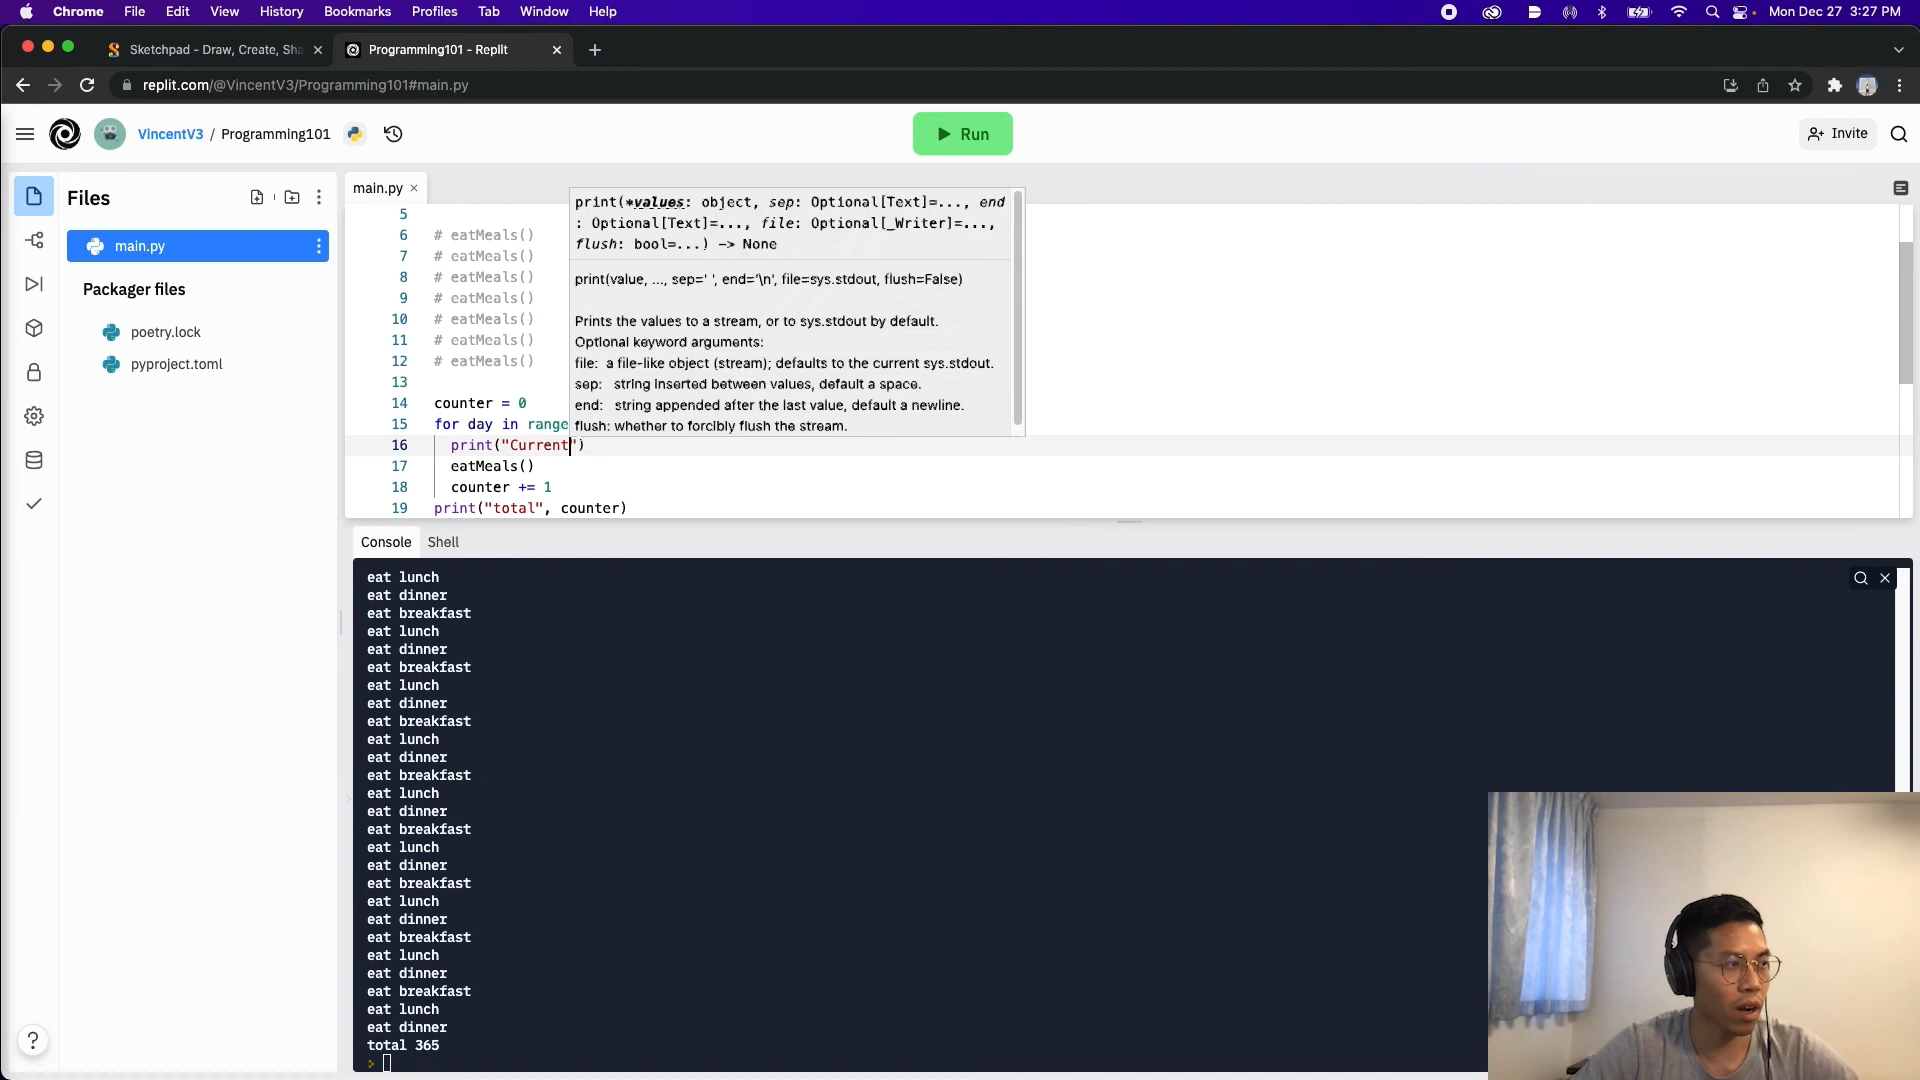 Chrome File Edit View History Bookmarks Profiles Tab Window Help Mon Dec 27 3:27 PM
Sketchpad - Draw, Create, Sha Programming101 - Replit
replit.com/@VincentV3/Programming101#main.py
VincentV3 / Programming101 Run Invite
Files
main.py
Packager files
poetry.lock
pyproject.toml
main.py
print(*values: object, sep: Optional[Text]=..., end
: Optional[Text]=..., file: Optional[_Writer]=...,
flush: bool=...) -> None
print(value, ..., sep=' ', end='\n', file=sys.stdout, flush=False)
Prints the values to a stream, or to sys.stdout by default.
Optional keyword arguments:
file: a file-like object (stream); defaults to the current sys.stdout.
sep: string inserted between values, default a space.
end: string appended after the last value, default a newline.
flush: whether to forcibly flush the stream.
5
6 # eatMeals()
7 # eatMeals()
8 # eatMeals()
9 # eatMeals()
10 # eatMeals()
11 # eatMeals()
12 # eatMeals()
13
14 counter = 0
15 for day in range
16 print("Current")
17 eatMeals()
18 counter += 1
19 print("total", counter)
Console Shell
eat lunch
eat dinner
eat breakfast
eat lunch
eat dinner
eat breakfast
eat lunch
eat dinner
eat breakfast
eat lunch
eat dinner
eat breakfast
eat lunch
eat dinner
eat breakfast
eat lunch
eat dinner
eat breakfast
eat lunch
eat dinner
eat breakfast
eat lunch
eat dinner
eat breakfast
eat lunch
eat dinner
total 365